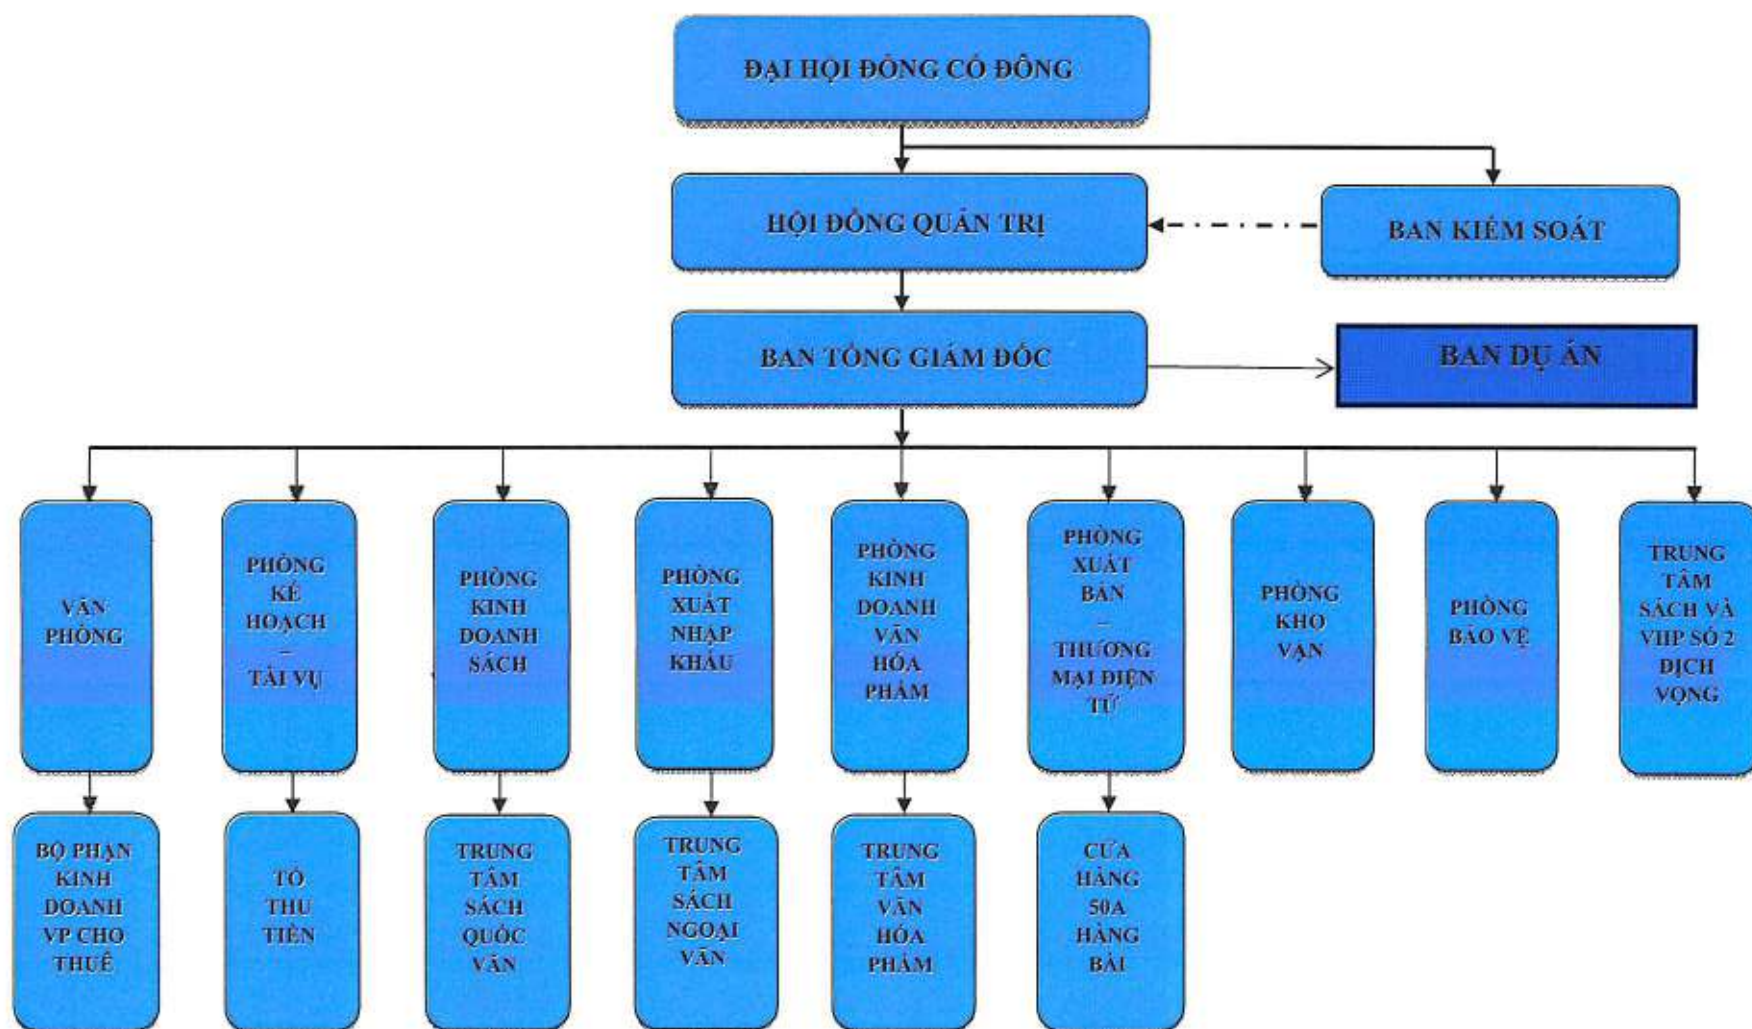 ĐẠI HỘI ĐỒNG CỔ ĐÔNG
HỘI ĐỒNG QUẢN TRỊ
BAN KIỂM SOÁT
BAN TỔNG GIÁM ĐỐC
BAN DỰ ÁN
VĂN
PHÒNG
PHÒNG
KẾ
HOẠCH
–
TÀI VỤ
PHÒNG
KINH
DOANH
SÁCH
PHÒNG
XUẤT
NHẬP
KHẨU
PHÒNG
KINH
DOANH
VĂN
HÓA
PHẨM
PHÒNG
XUẤT
BẢN
–
THƯƠNG
MẠI ĐIỆN
TỬ
PHÒNG
KHO
VẬN
PHÒNG
BẢO VỆ
TRUNG
TÂM
SÁCH VÀ
VHP SỐ 2
DỊCH
VỌNG
BỘ PHẬN
KINH
DOANH
VP CHO
THUÊ
TỔ
THU
TIỀN
TRUNG
TÂM
SÁCH
QUỐC
VĂN
TRUNG
TÂM
SÁCH
NGOẠI
VĂN
TRUNG
TÂM
VĂN
HÓA
PHẨM
CỬA
HÀNG
50A
HÀNG
BÀI